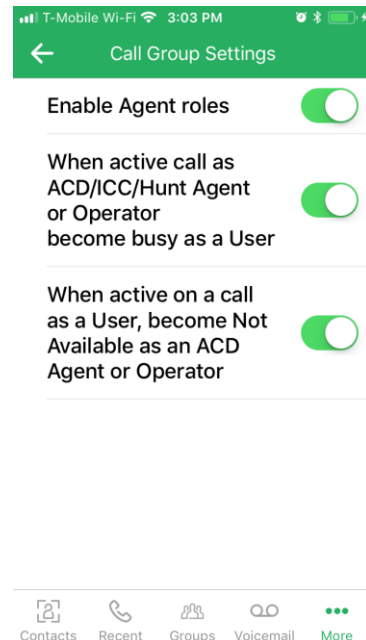 T-Mobile Wi-Fi 3:03 PM
Call Group Settings
Enable Agent roles
When active call as
ACD/ICC/Hunt Agent
or Operator
become busy as a User
When active on a call
as a User, become Not
Available as an ACD
Agent or Operator
Contacts Recent Groups Voicemail More